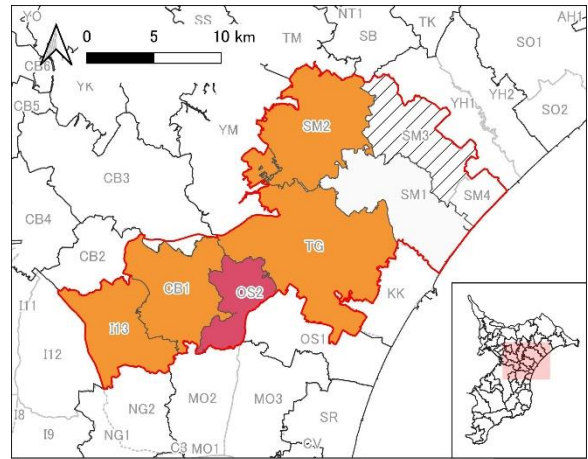 YO
SS
NT1
TK
AH1
0 5 10 km
TM
SB
SO1
CB6
YK
CB5
YH1
YH2
SO2
SM2
SM3
YM
CB3
SM1
SM4
CB4
CB2
TG
KK
CB1
OS2
I11
I13
OS1
I12
NG2
MO2
MO3
SR
I8
I9
NG1
C3
MO1
CV